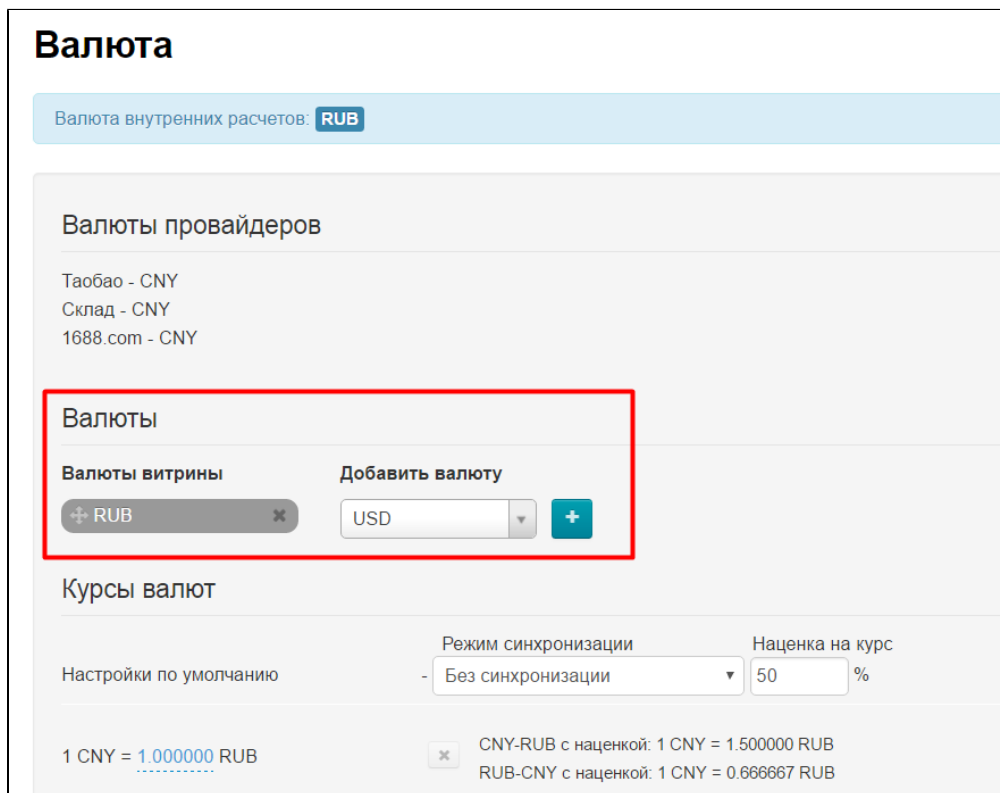 Валюта
Валюта внутренних расчетов: RUB
Валюты провайдеров
Таобао - CNY
Склад - CNY
1688.com - CNY
Валюты
Валюты витрины Добавить валюту
RUB USD +
Курсы валют
Режим синхронизации Наценка на курс
Настройки по умолчанию - Без синхронизации 50 %
1 CNY = 1.000000 RUB CNY-RUB с наценкой: 1 CNY = 1.500000 RUB
RUB-CNY с наценкой: 1 CNY = 0.666667 RUB